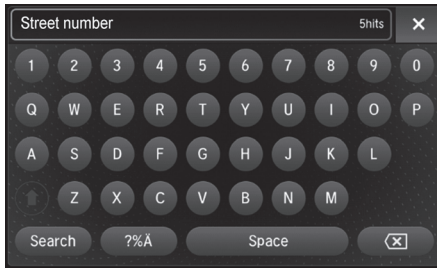 Street number 5hits ×
1 2 3 4 5 6 7 8 9 0
Q W E R T Y U I O P
A S D F G H J K L
Z X C V B N M
Search ?%Ä Space